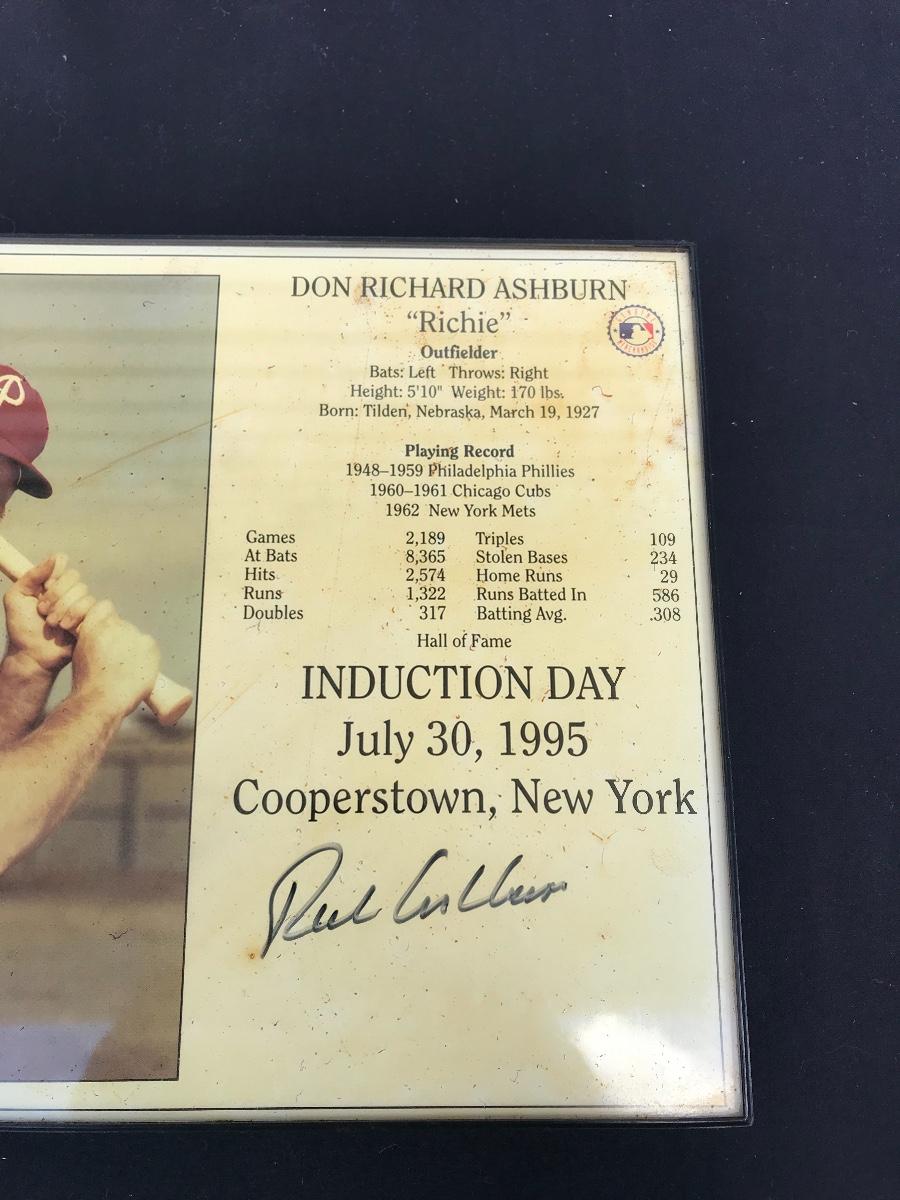 P
DON RICHARD ASHBURN
“Richie”
GENUINE
MERCHANDISE
Outfielder
Bats: Left Throws: Right
Height: 5'10" Weight: 170 lbs.
Born: Tilden, Nebraska, March 19, 1927
Playing Record
1948–1959 Philadelphia Phillies
1960–1961 Chicago Cubs
1962 New York Mets
Games 2,189 Triples 109
At Bats 8,365 Stolen Bases 234
Hits 2,574 Home Runs 29
Runs 1,322 Runs Batted In 586
Doubles 317 Batting Avg. .308
Hall of Fame
INDUCTION DAY
July 30, 1995
Cooperstown, New York
Rich Ashburn